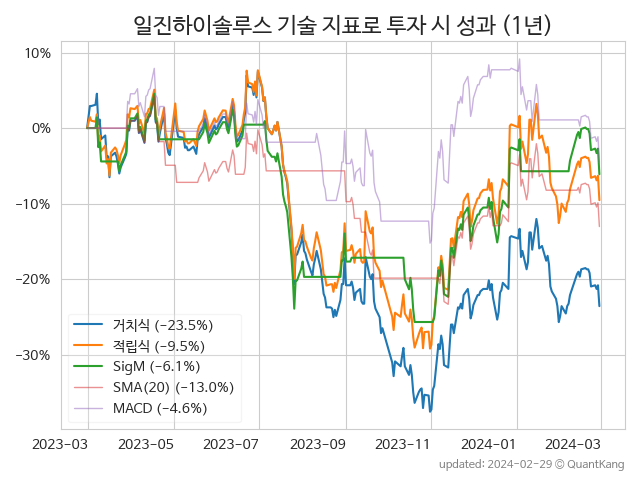 일진하이솔루스 기술 지표로 투자 시 성과 (1년)
10%
0%
−10%
−20%
−30%
거치식 (−23.5%)
적립식 (−9.5%)
SigM (−6.1%)
SMA(20) (−13.0%)
MACD (−4.6%)
2023−03 2023−05 2023−07 2023−09 2023−11 2024−01 2024−03
updated: 2024−02−29 © QuantKang